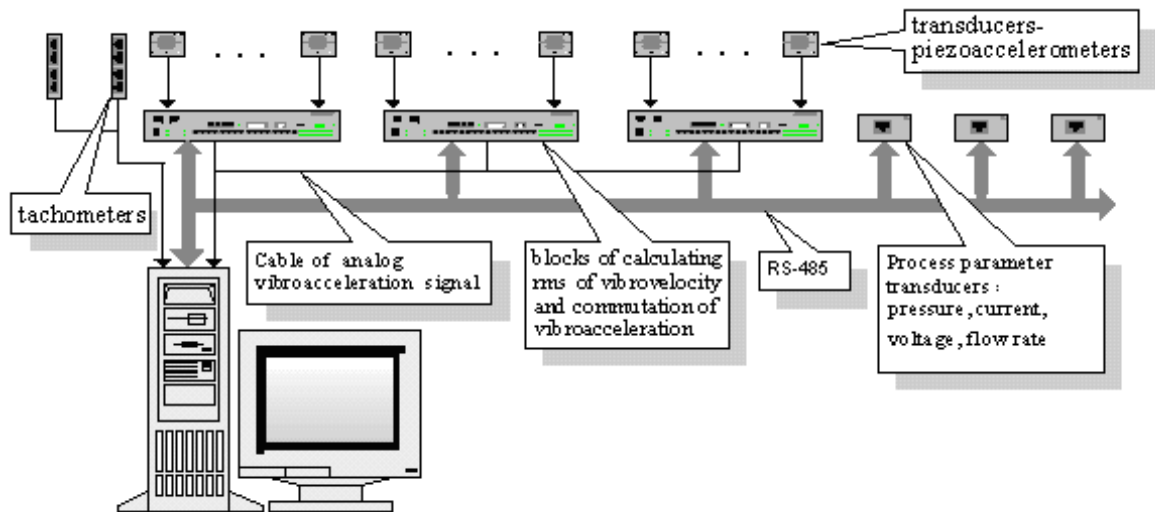 transducers-
piezoaccelerometers
tachometers
Cable of analog
vibroacceleration signal
blocks of calculating
rms of vibrovelocity
and commutation of
vibroacceleration
RS-485
Process parameter
transducers :
pressure, current,
voltage, flow rate